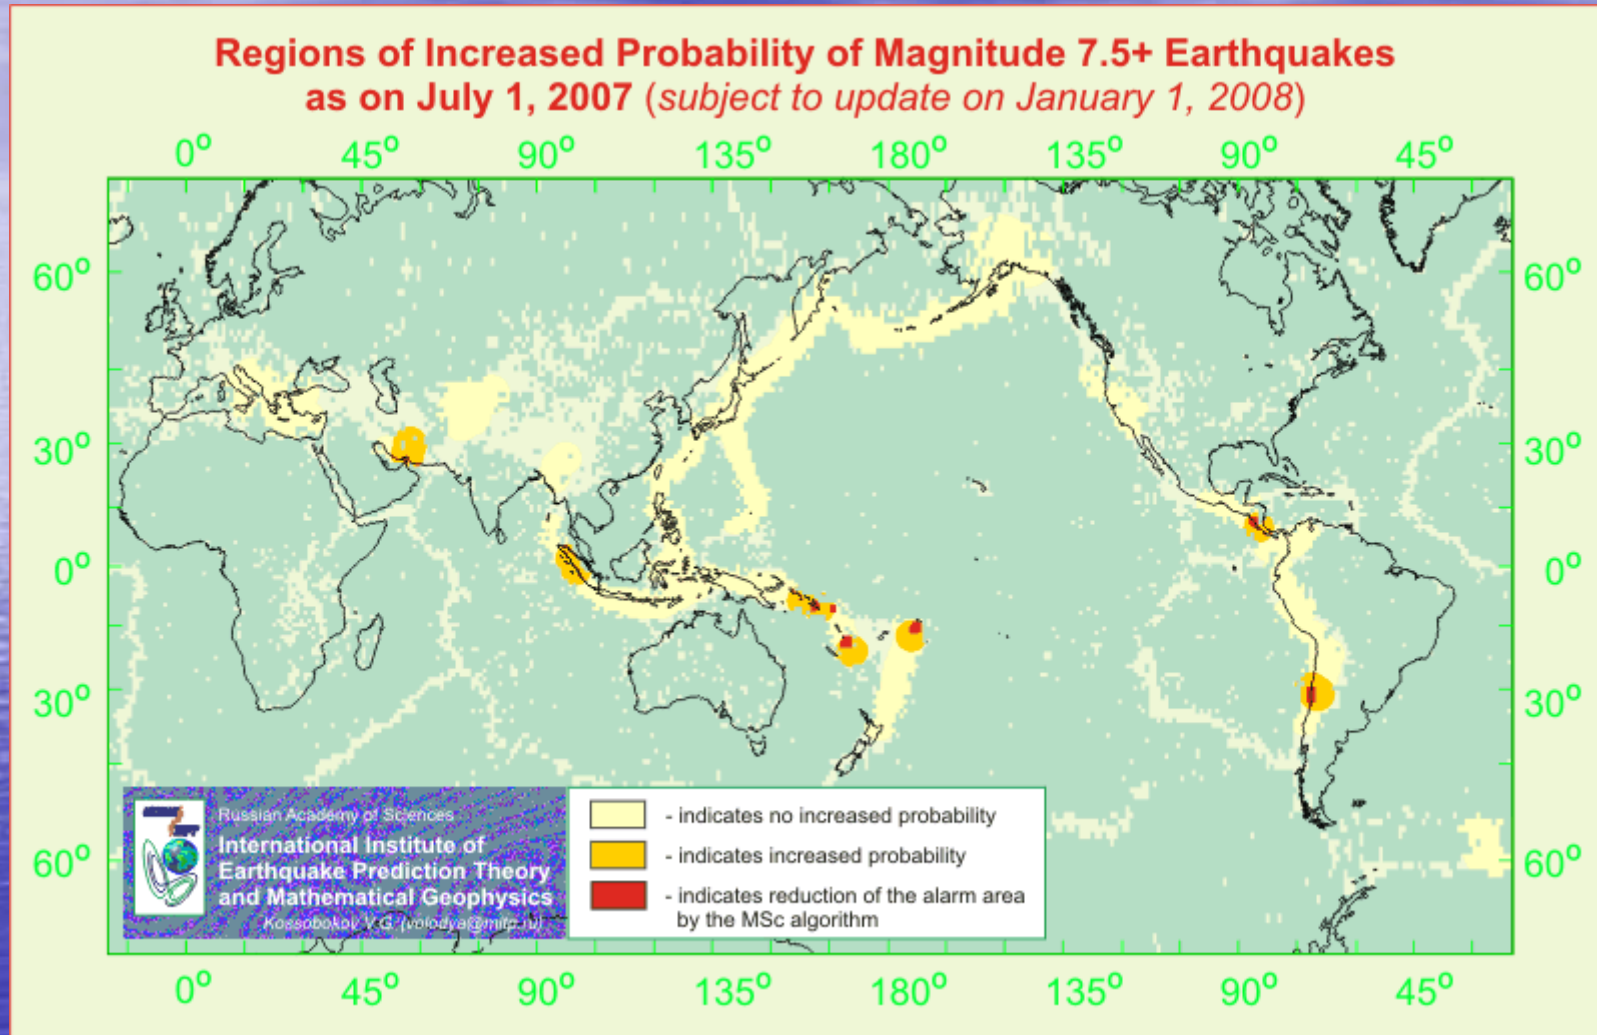 Regions of Increased Probability of Magnitude 7.5+ Earthquakes
as on July 1, 2007 (subject to update on January 1, 2008)
0° 45° 90° 135° 180° 135° 90° 45°
60° 60°
30° 30°
0° 0°
30° 30°
60° 60°
Russian Academy of Sciences
International Institute of
Earthquake Prediction Theory
and Mathematical Geophysics
Kossobokov V.G. (volodya@mitp.ru)
- indicates no increased probability
- indicates increased probability
- indicates reduction of the alarm area
by the MSc algorithm
0° 45° 90° 135° 180° 135° 90° 45°